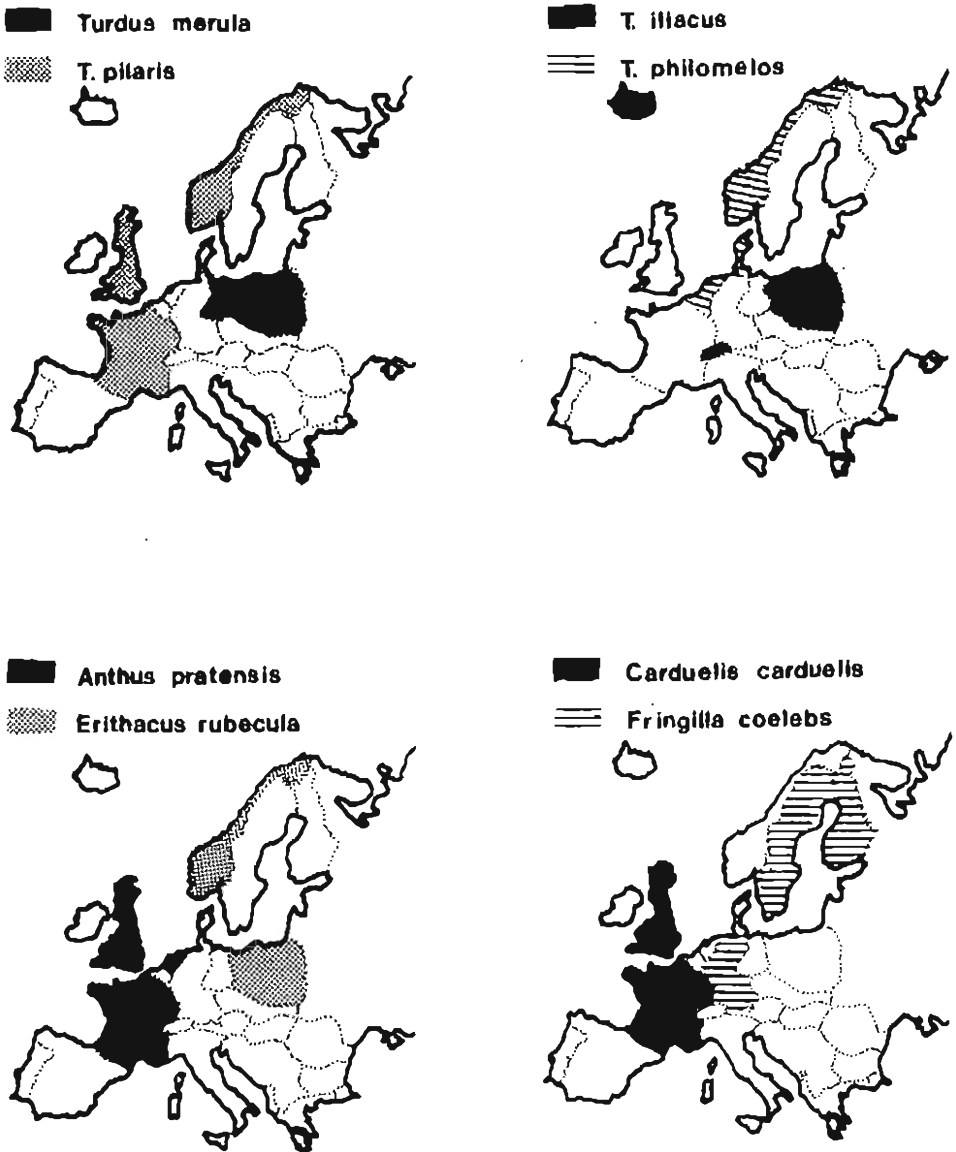 Turdus merula
T. pilaris
T. iliacus
T. philomelos
Anthus pratensis
Erithacus rubecula
Carduelis carduelis
Fringilla coelebs